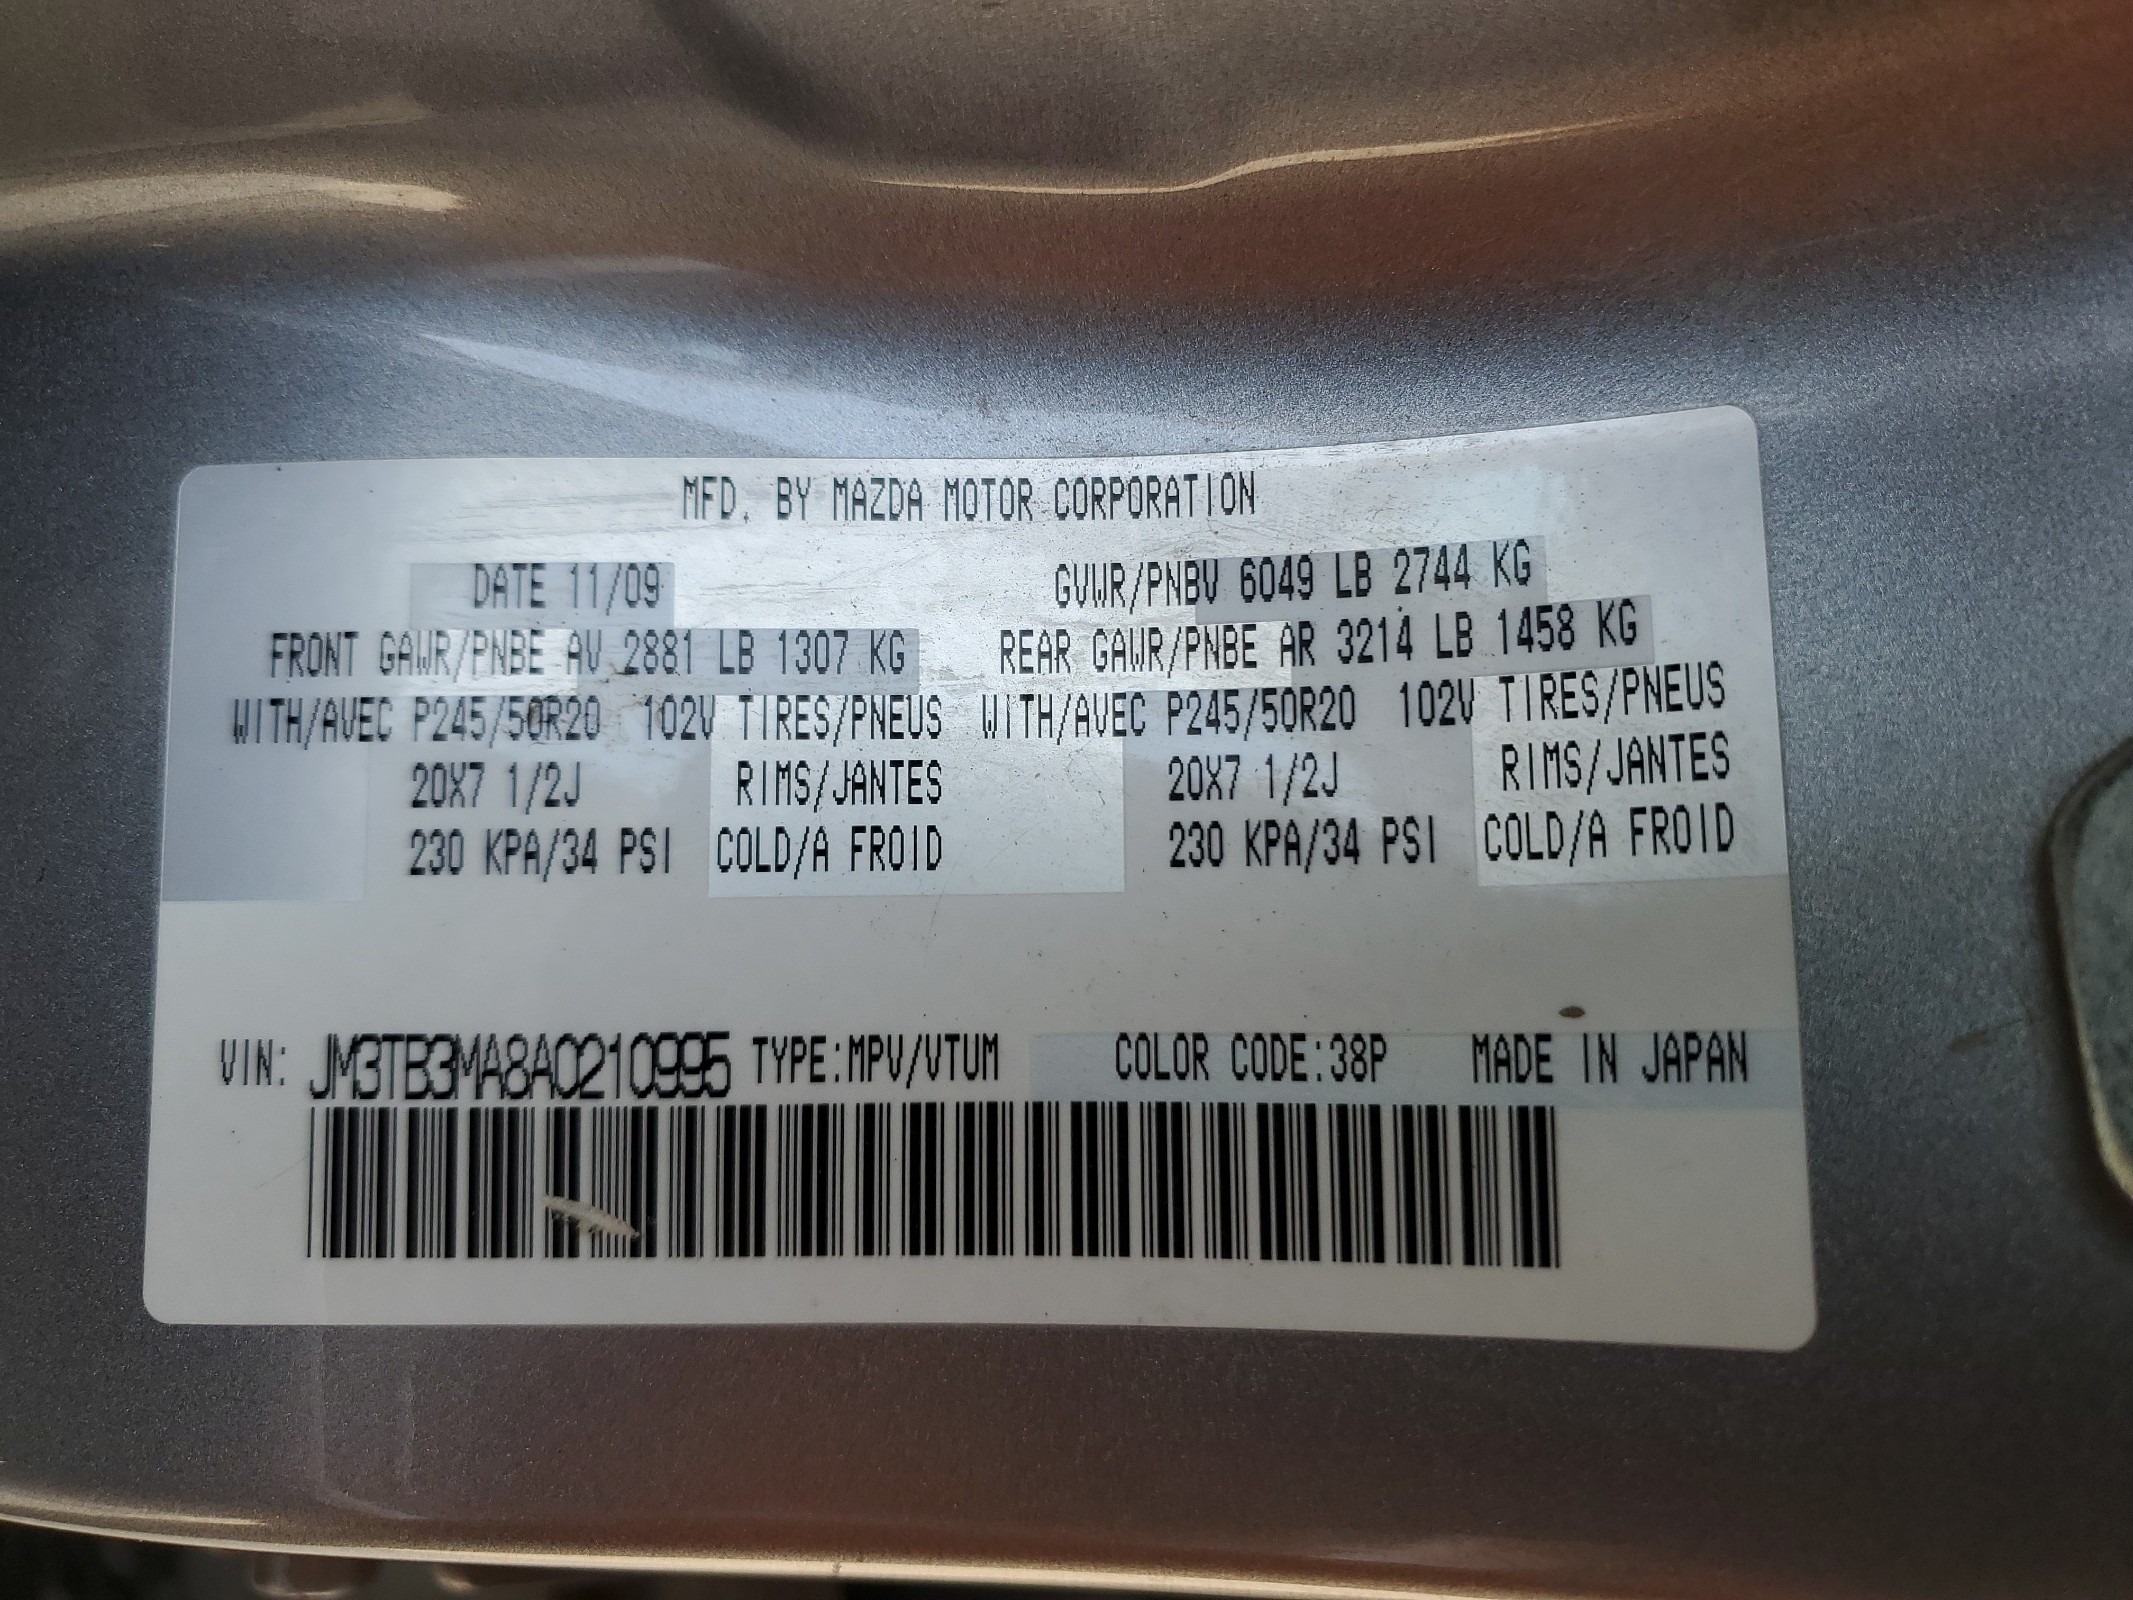 MFD. BY MAZDA MOTOR CORPORATION
DATE 11/09 GVWR/PNBV 6049 LB 2744 KG
FRONT GAWR/PNBE AV 2881 LB 1307 KG REAR GAWR/PNBE AR 3214 LB 1458 KG
WITH/AVEC P245/50R20 102V TIRES/PNEUS WITH/AVEC P245/50R20 102V TIRES/PNEUS
20X7 1/2J RIMS/JANTES 20X7 1/2J RIMS/JANTES
230 KPA/34 PSI COLD/A FROID 230 KPA/34 PSI COLD/A FROID
VIN: JM3TB3MA8A0210995 TYPE:MPV/VTUM COLOR CODE:38P MADE IN JAPAN